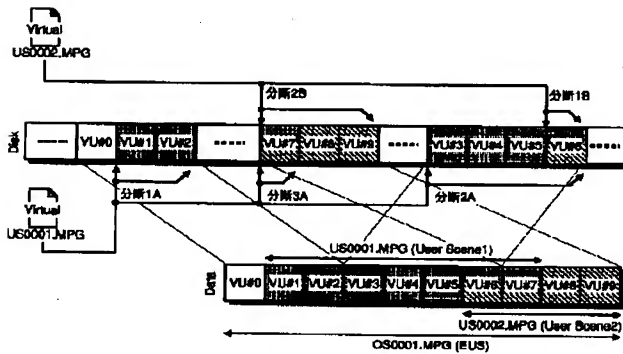 Virtual
US0002.MPG
分断2B
分断1B
Disk
VU#0
VU#1
VU#2
VU#7
VU#8
VU#9
VU#3
VU#4
VU#5
VU#6
Virtual
US0001.MPG
分断1A
分断3A
分断2A
US0001.MPG (User Scene1)
Data
VU#0
VU#1
VU#2
VU#3
VU#4
VU#5
VU#6
VU#7
VU#8
VU#9
US0002.MPG (User Scene2)
OS0001.MPG (EUS)